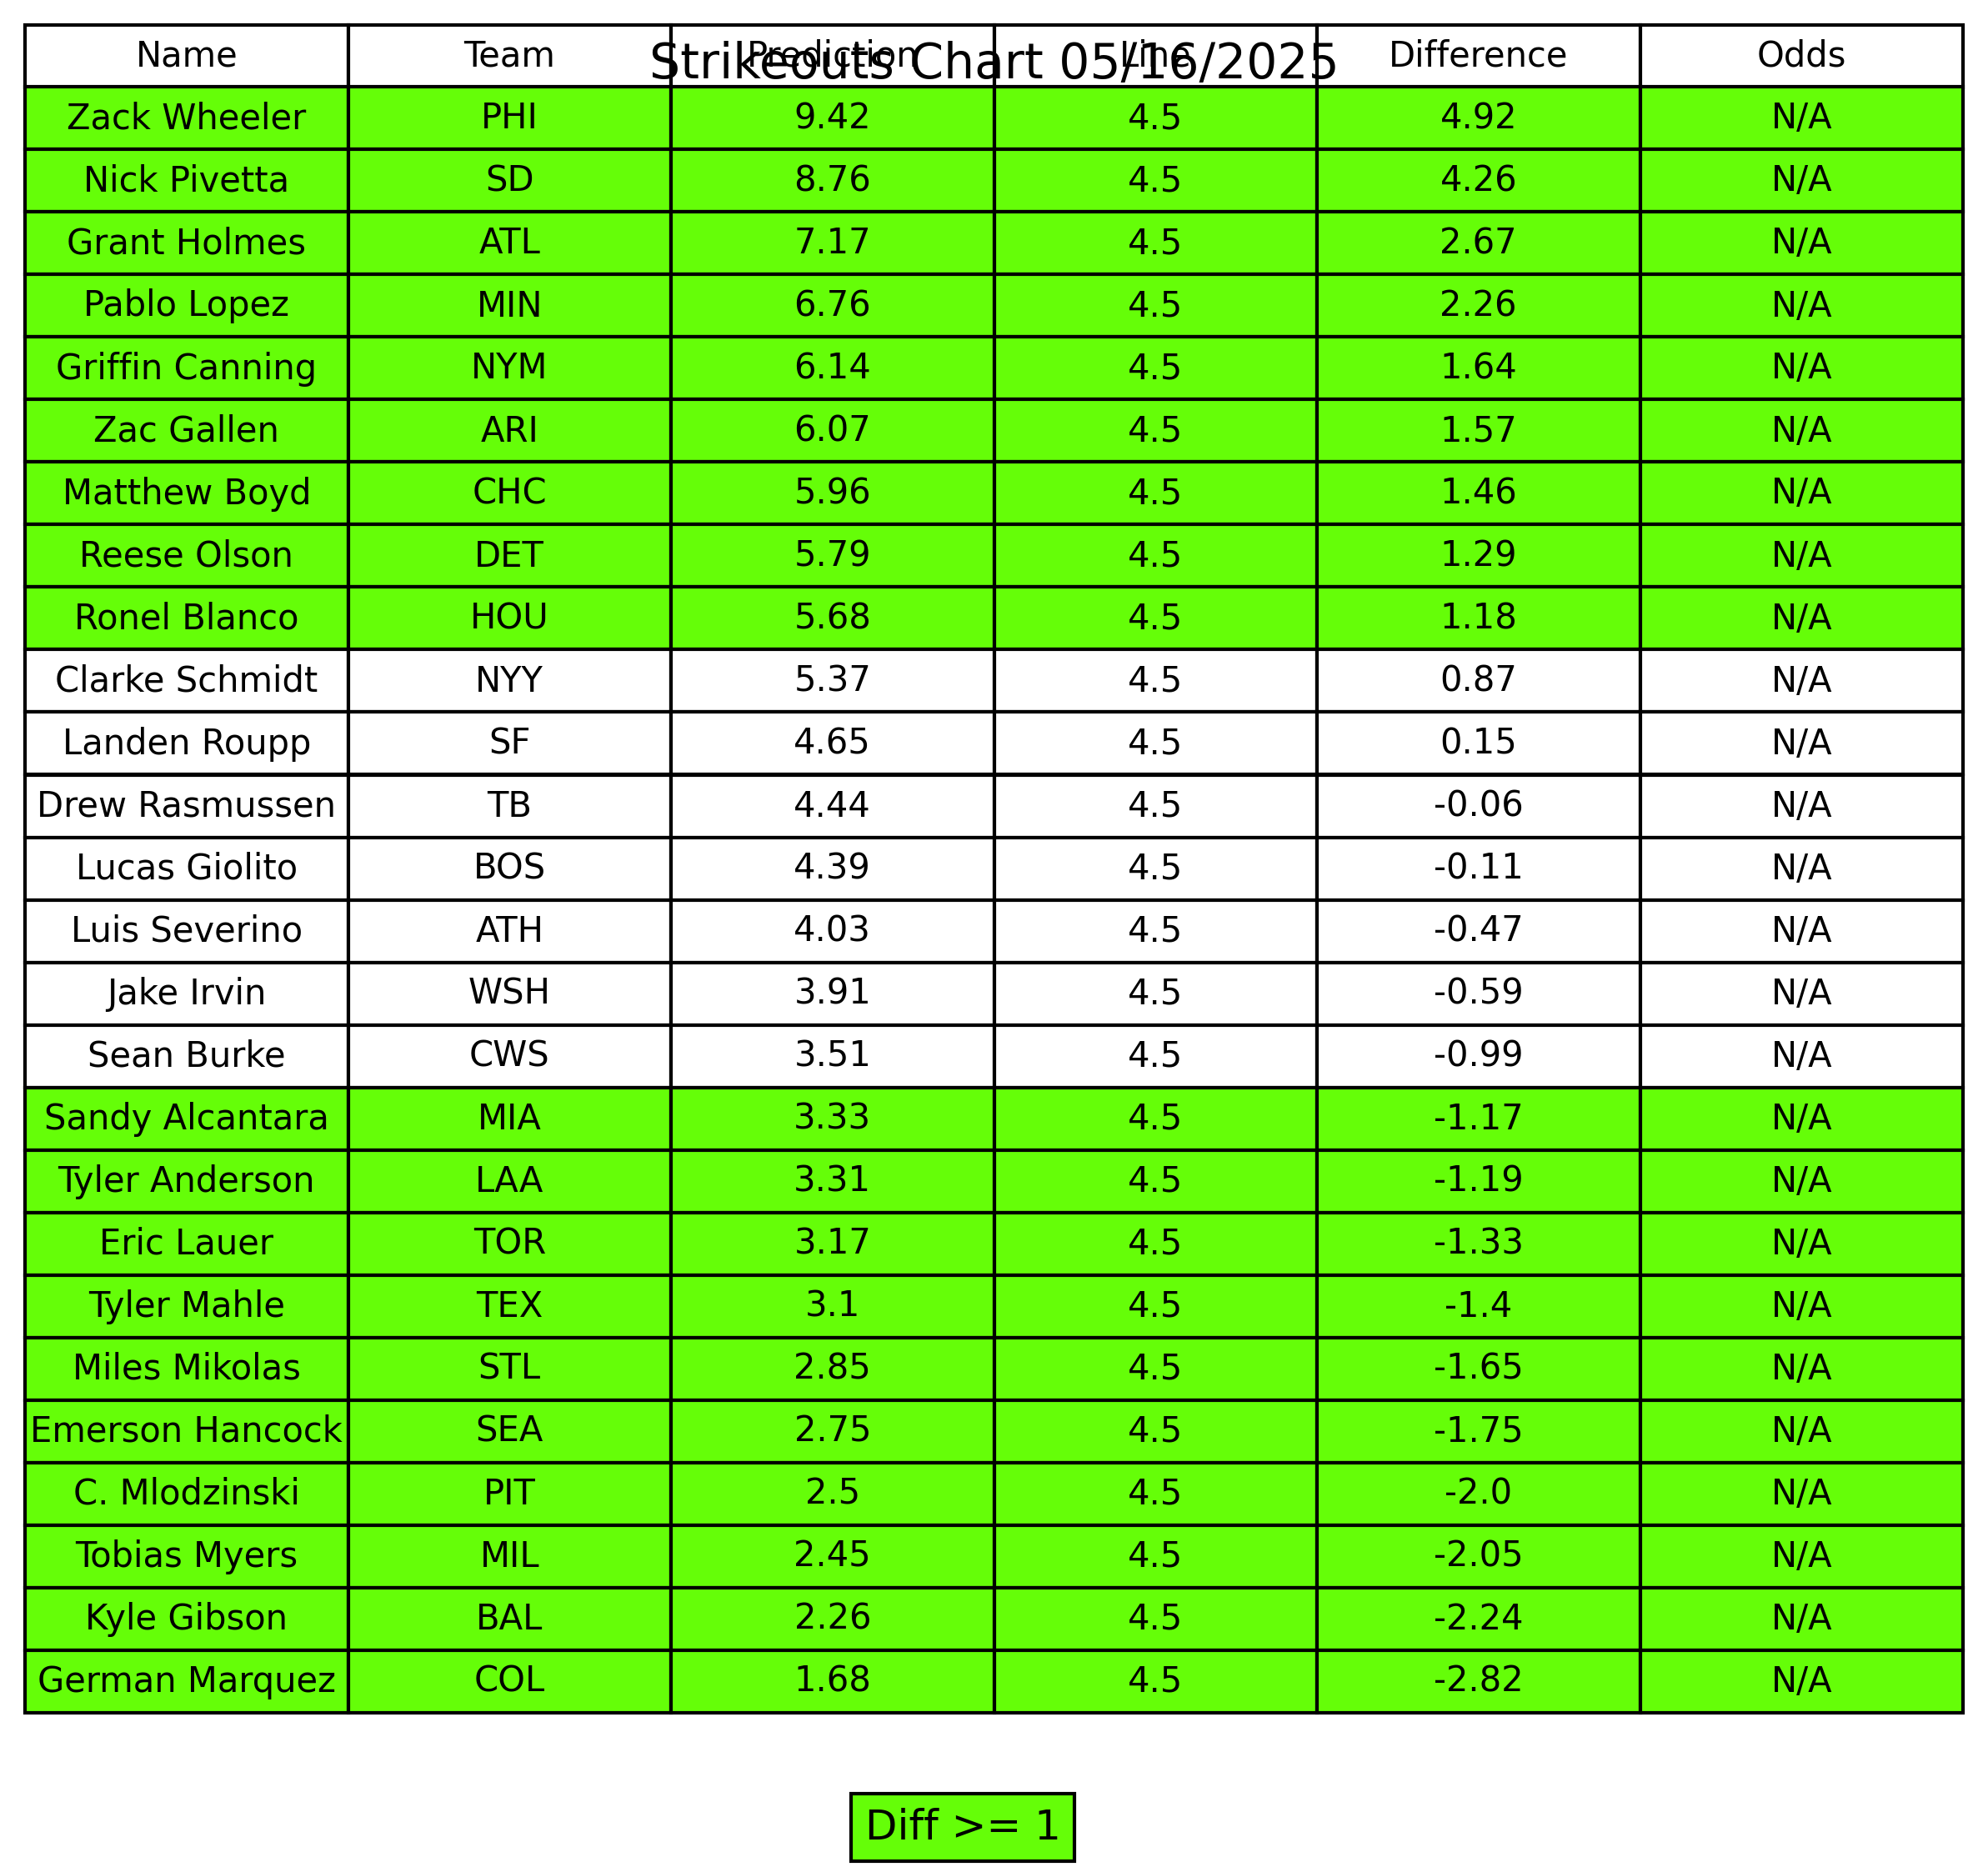 Strikeouts Chart 05/16/2025
Name Team Prediction Line Difference Odds
Zack Wheeler PHI 9.42 4.5 4.92 N/A
Nick Pivetta SD 8.76 4.5 4.26 N/A
Grant Holmes ATL 7.17 4.5 2.67 N/A
Pablo Lopez MIN 6.76 4.5 2.26 N/A
Griffin Canning NYM 6.14 4.5 1.64 N/A
Zac Gallen ARI 6.07 4.5 1.57 N/A
Matthew Boyd CHC 5.96 4.5 1.46 N/A
Reese Olson DET 5.79 4.5 1.29 N/A
Ronel Blanco HOU 5.68 4.5 1.18 N/A
Clarke Schmidt NYY 5.37 4.5 0.87 N/A
Landen Roupp SF 4.65 4.5 0.15 N/A
Drew Rasmussen TB 4.44 4.5 -0.06 N/A
Lucas Giolito BOS 4.39 4.5 -0.11 N/A
Luis Severino ATH 4.03 4.5 -0.47 N/A
Jake Irvin WSH 3.91 4.5 -0.59 N/A
Sean Burke CWS 3.51 4.5 -0.99 N/A
Sandy Alcantara MIA 3.33 4.5 -1.17 N/A
Tyler Anderson LAA 3.31 4.5 -1.19 N/A
Eric Lauer TOR 3.17 4.5 -1.33 N/A
Tyler Mahle TEX 3.1 4.5 -1.4 N/A
Miles Mikolas STL 2.85 4.5 -1.65 N/A
Emerson Hancock SEA 2.75 4.5 -1.75 N/A
C. Mlodzinski PIT 2.5 4.5 -2.0 N/A
Tobias Myers MIL 2.45 4.5 -2.05 N/A
Kyle Gibson BAL 2.26 4.5 -2.24 N/A
German Marquez COL 1.68 4.5 -2.82 N/A
Diff >= 1